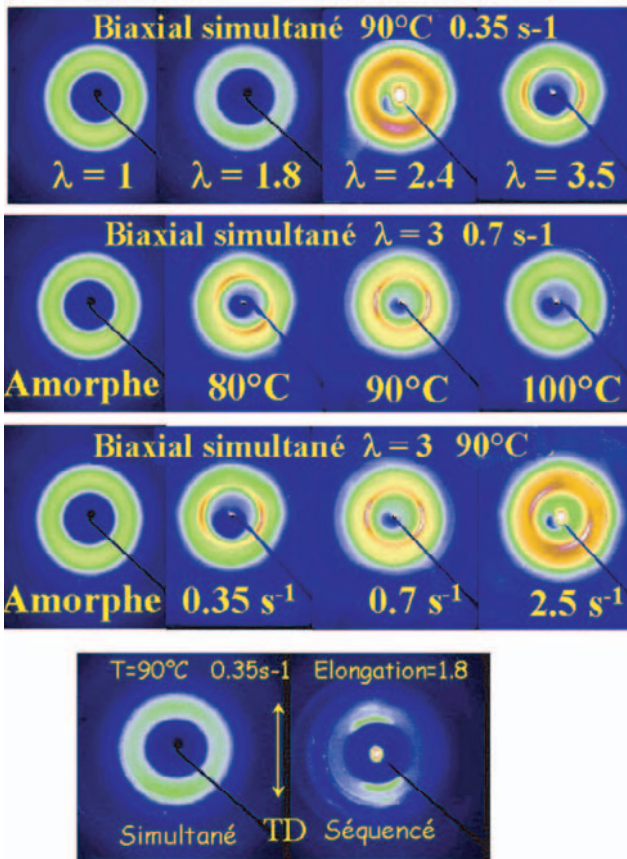 Biaxial simultané 90°C 0.35 s-1
λ = 1 λ = 1.8 λ = 2.4 λ = 3.5
Biaxial simultané λ = 3 0.7 s-1
Amorphe 80°C 90°C 100°C
Biaxial simultané λ = 3 90°C
Amorphe 0.35 s-1 0.7 s-1 2.5 s-1
T=90°C 0.35s-1 Elongation=1.8
Simultané TD Séquencé